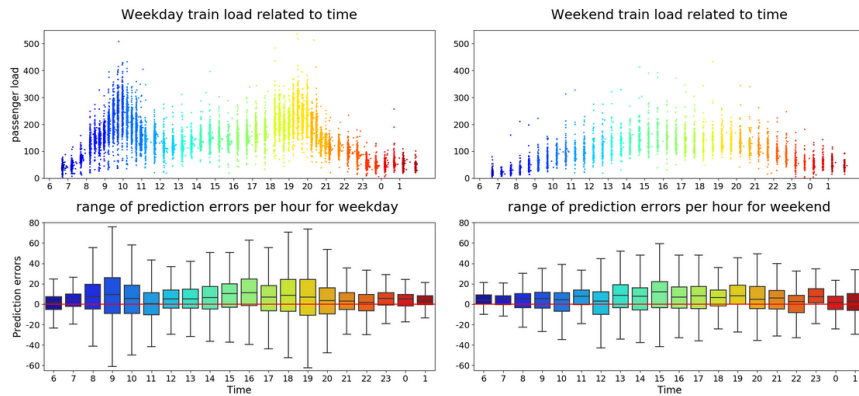 Weekday train load related to time
Weekend train load related to time
500
400
300
200
100
0
passenger load
6 7 8 9 10 11 12 13 14 15 16 17 18 19 20 21 22 23 0 1
500
400
300
200
100
0
6 7 8 9 10 11 12 13 14 15 16 17 18 19 20 21 22 23 0 1
range of prediction errors per hour for weekday
range of prediction errors per hour for weekend
80
60
40
20
0
-20
-40
-60
Prediction errors
6 7 8 9 10 11 12 13 14 15 16 17 18 19 20 21 22 23 0 1
Time
80
60
40
20
0
-20
-40
-60
6 7 8 9 10 11 12 13 14 15 16 17 18 19 20 21 22 23 0 1
Time